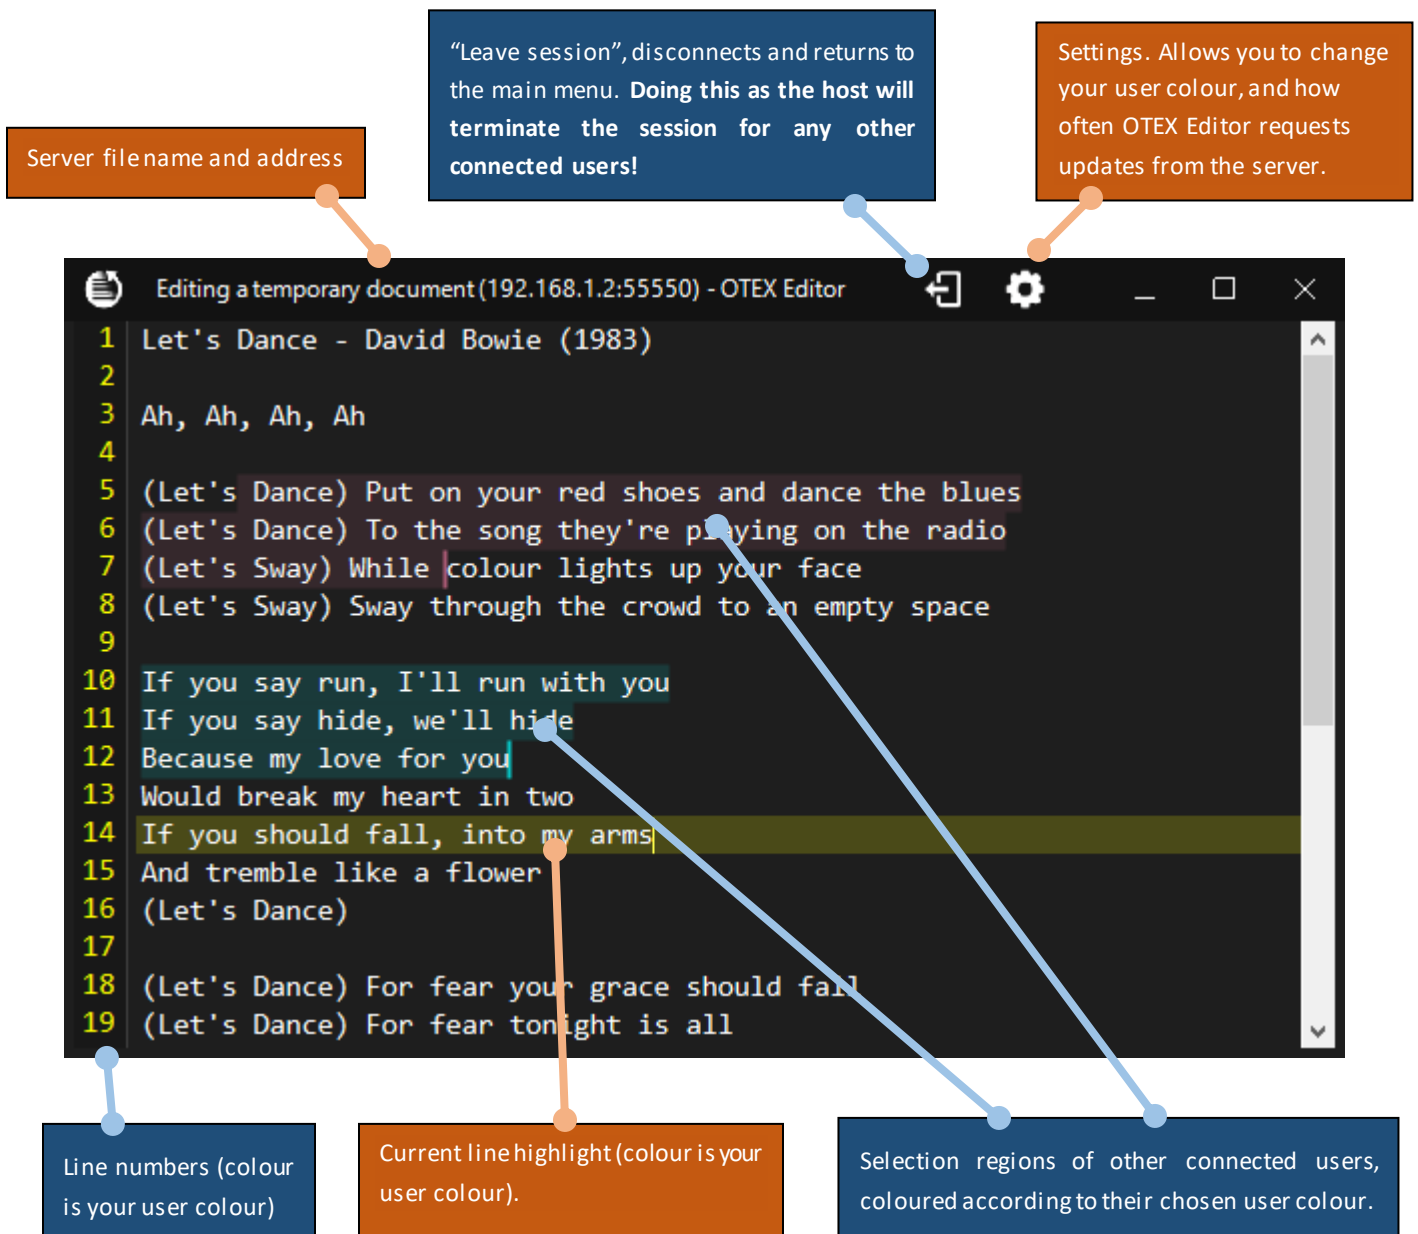 “Leave session”, disconnects and returns to
the main menu. Doing this as the host will
terminate the session for any other
connected users!
Settings. Allows you to change
your user colour, and how
often OTEX Editor requests
updates from the server.
Server file name and address
Editing a temporary document (192.168.1.2:55550) - OTEX Editor
1 Let's Dance - David Bowie (1983)
2
3 Ah, Ah, Ah, Ah
4
5 (Let's Dance) Put on your red shoes and dance the blues
6 (Let's Dance) To the song they're playing on the radio
7 (Let's Sway) While colour lights up your face
8 (Let's Sway) Sway through the crowd to an empty space
9
10 If you say run, I'll run with you
11 If you say hide, we'll hide
12 Because my love for you
13 Would break my heart in two
14 If you should fall, into my arms
15 And tremble like a flower
16 (Let's Dance)
17
18 (Let's Dance) For fear your grace should fall
19 (Let's Dance) For fear tonight is all
Line numbers (colour
is your user colour)
Current line highlight (colour is your
user colour).
Selection regions of other connected users,
coloured according to their chosen user colour.